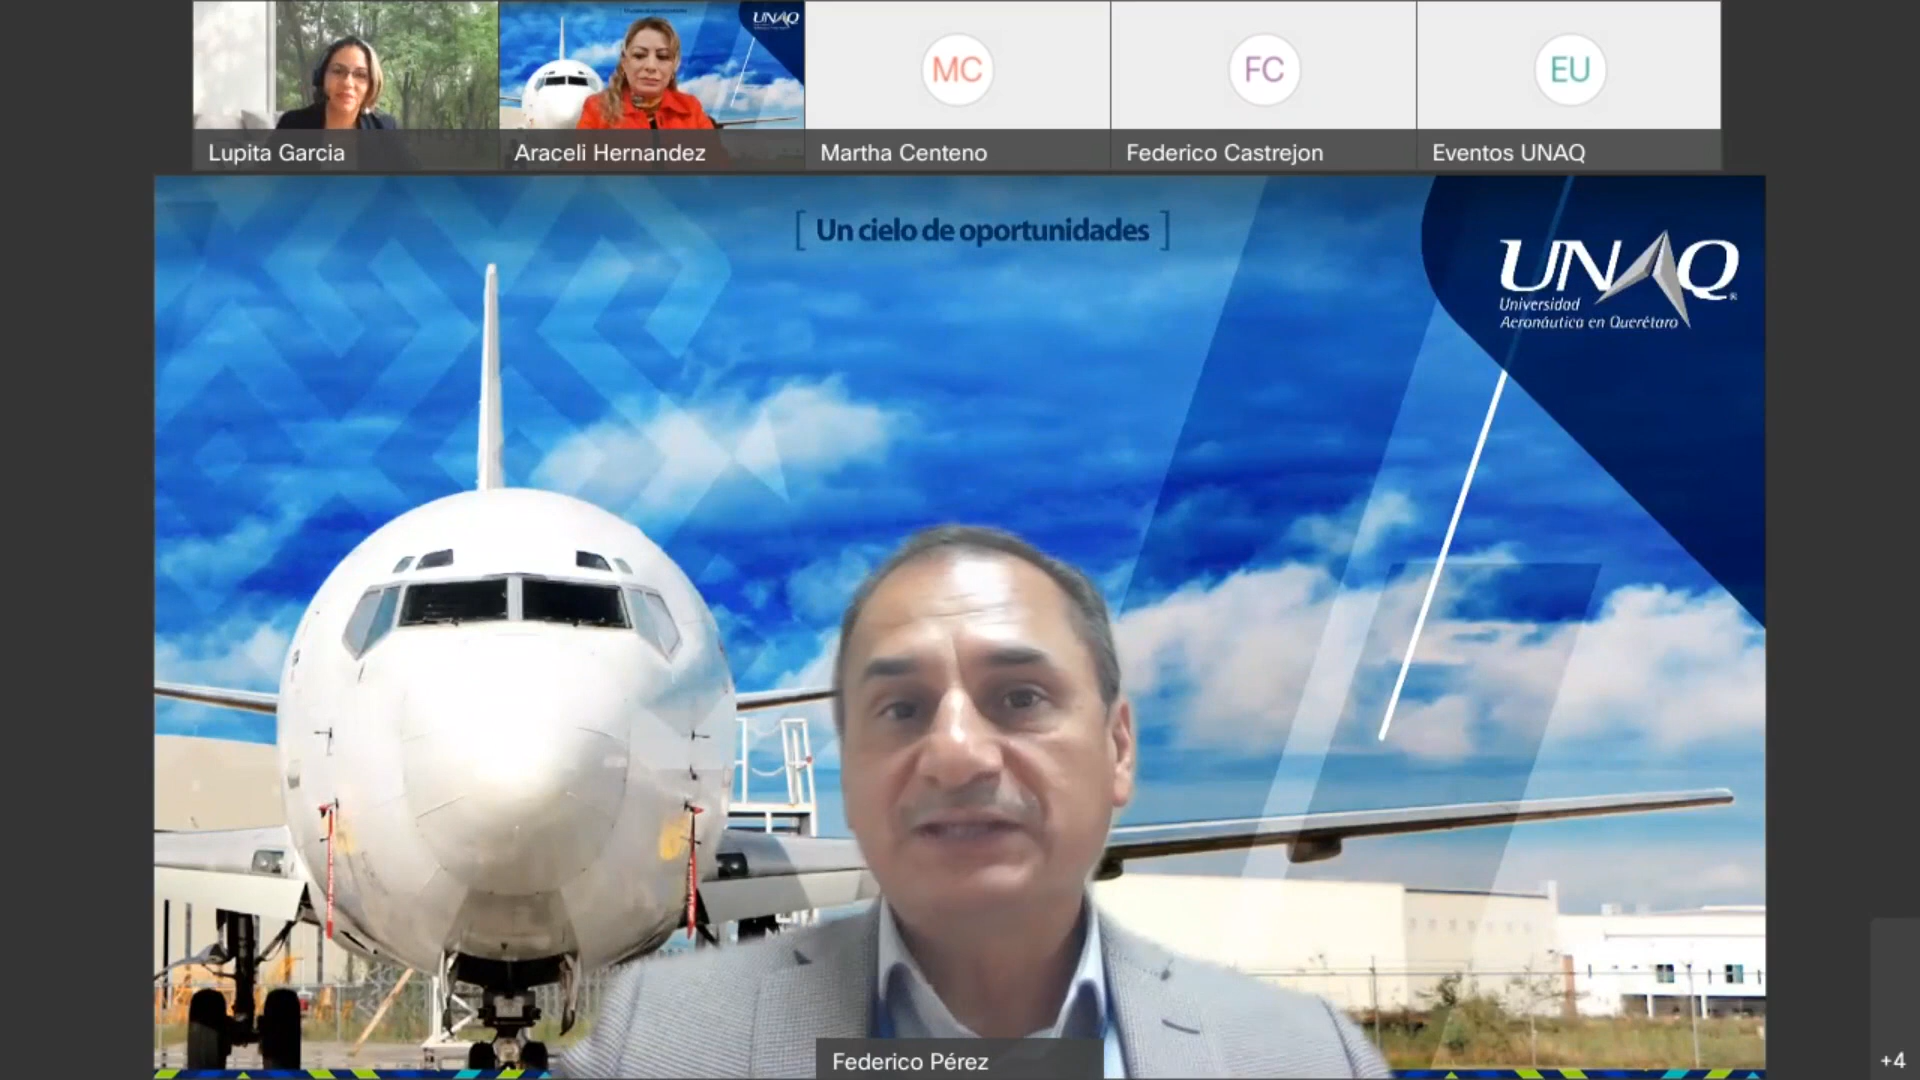 UNAQ
MC
FC
EU
Lupita Garcia
Araceli Hernandez
Martha Centeno
Federico Castrejon
Eventos UNAQ
[ Un cielo de oportunidades ]
UNAQ®
Universidad
Aeronáutica en Querétaro
Federico Pérez
+4